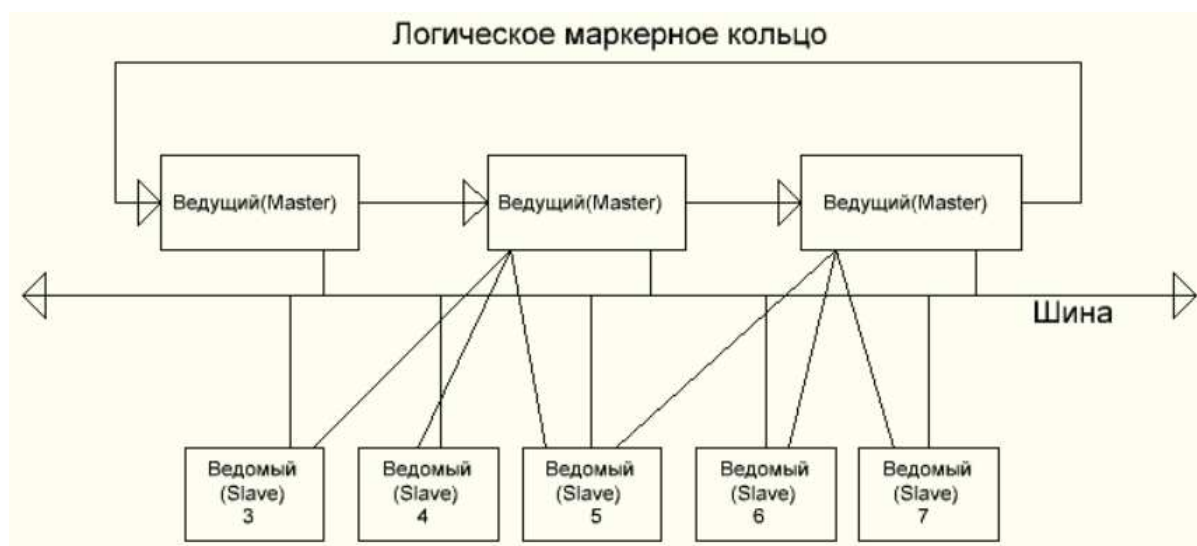 Логическое маркерное кольцо
Ведущий(Master)
Ведущий(Master)
Ведущий(Master)
Шина
Ведомый
(Slave)
3
Ведомый
(Slave)
4
Ведомый
(Slave)
5
Ведомый
(Slave)
6
Ведомый
(Slave)
7